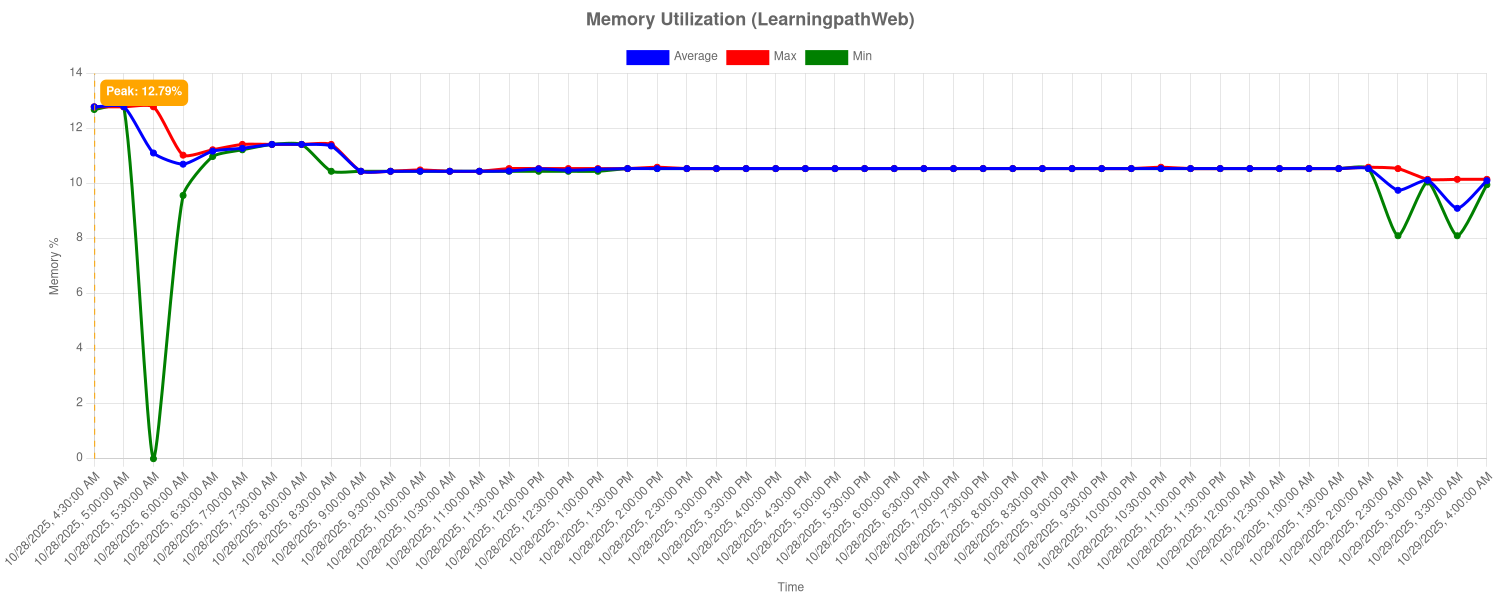 Memory Utilization (LearningpathWeb)
Average Max Min
Peak: 12.79%
14
12
10
8
6
4
2
0
Memory %
10/28/2025, 4:30:00 AM
10/28/2025, 5:00:00 AM
10/28/2025, 5:30:00 AM
10/28/2025, 6:00:00 AM
10/28/2025, 6:30:00 AM
10/28/2025, 7:00:00 AM
10/28/2025, 7:30:00 AM
10/28/2025, 8:00:00 AM
10/28/2025, 8:30:00 AM
10/28/2025, 9:00:00 AM
10/28/2025, 9:30:00 AM
10/28/2025, 10:00:00 AM
10/28/2025, 10:30:00 AM
10/28/2025, 11:00:00 AM
10/28/2025, 11:30:00 AM
10/28/2025, 12:00:00 PM
10/28/2025, 12:30:00 PM
10/28/2025, 1:00:00 PM
10/28/2025, 1:30:00 PM
10/28/2025, 2:00:00 PM
10/28/2025, 2:30:00 PM
10/28/2025, 3:00:00 PM
10/28/2025, 3:30:00 PM
10/28/2025, 4:00:00 PM
10/28/2025, 4:30:00 PM
10/28/2025, 5:00:00 PM
10/28/2025, 5:30:00 PM
10/28/2025, 6:00:00 PM
10/28/2025, 6:30:00 PM
10/28/2025, 7:00:00 PM
10/28/2025, 7:30:00 PM
10/28/2025, 8:00:00 PM
10/28/2025, 8:30:00 PM
10/28/2025, 9:00:00 PM
10/28/2025, 9:30:00 PM
10/28/2025, 10:00:00 PM
10/28/2025, 10:30:00 PM
10/28/2025, 11:00:00 PM
10/28/2025, 11:30:00 PM
10/29/2025, 12:00:00 AM
10/29/2025, 12:30:00 AM
10/29/2025, 1:00:00 AM
10/29/2025, 1:30:00 AM
10/29/2025, 2:00:00 AM
10/29/2025, 2:30:00 AM
10/29/2025, 3:00:00 AM
10/29/2025, 3:30:00 AM
10/29/2025, 4:00:00 AM
Time